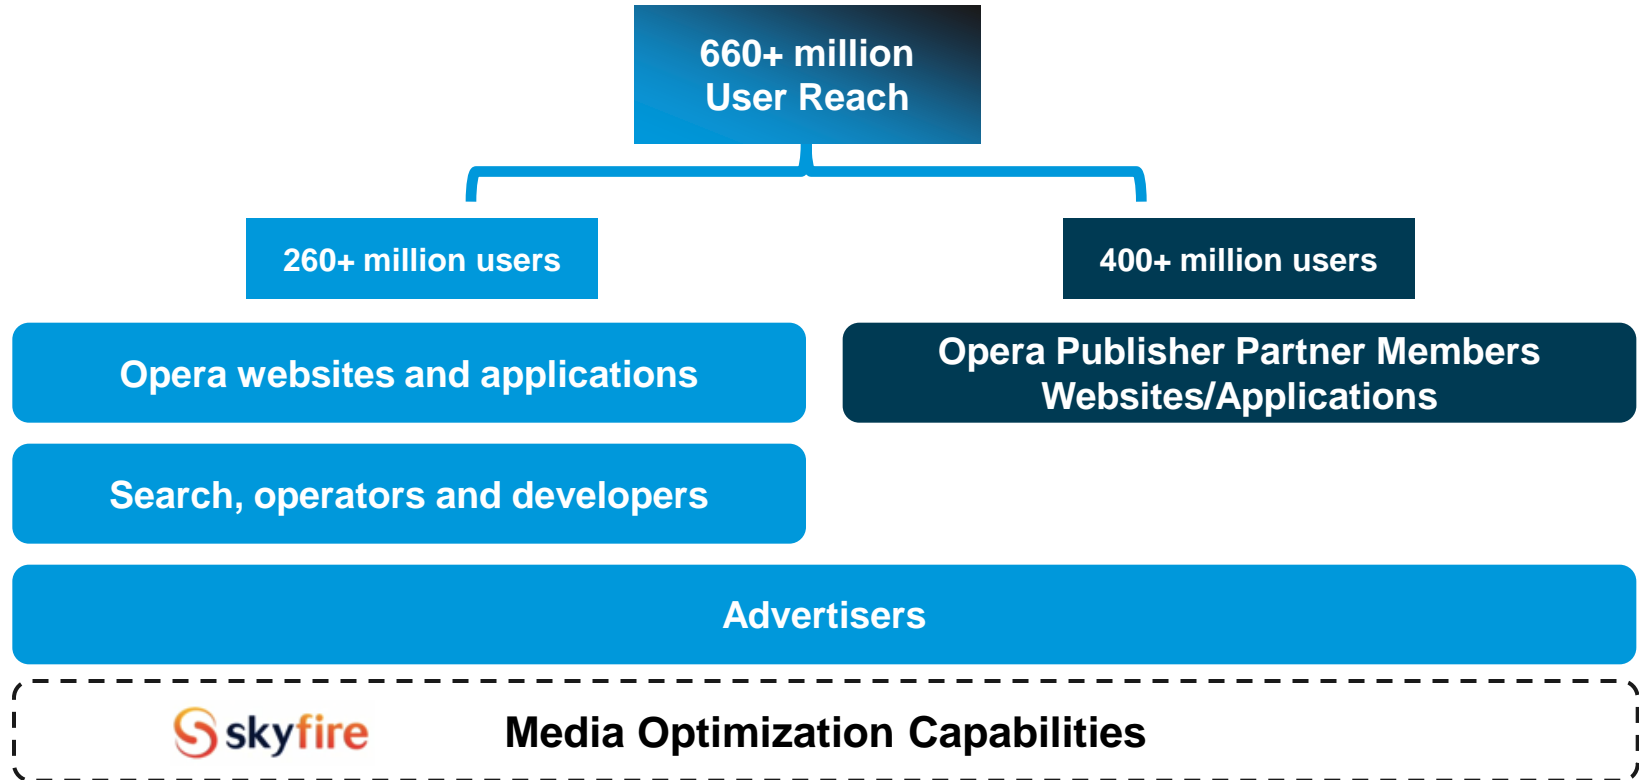 660+ million
User Reach
260+ million users
400+ million users
Opera websites and applications
Opera Publisher Partner Members
Websites/Applications
Search, operators and developers
Advertisers
skyfire
Media Optimization Capabilities